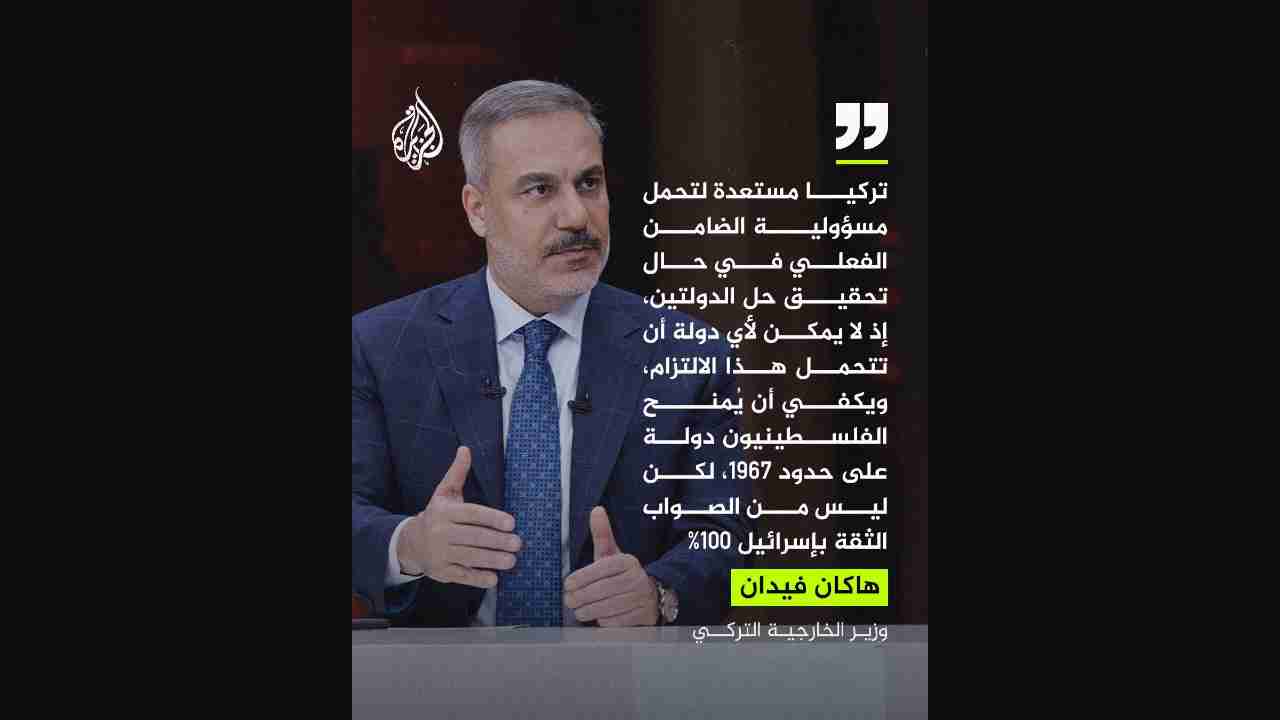 الجزيرة
تركيا مستعدة لتحمل
مسؤولية الضامن
الفعلي في حال
تحقيق حل الدولتين،
إذ لا يمكن لأي دولة أن
تتحمل هذا الالتزام،
ويكفي أن يُمنح
الفلسطينيون دولة
على حدود 1967، لكن
ليس من الصواب
الثقة بإسرائيل 100%
هاكان فيدان
وزير الخارجية التركي